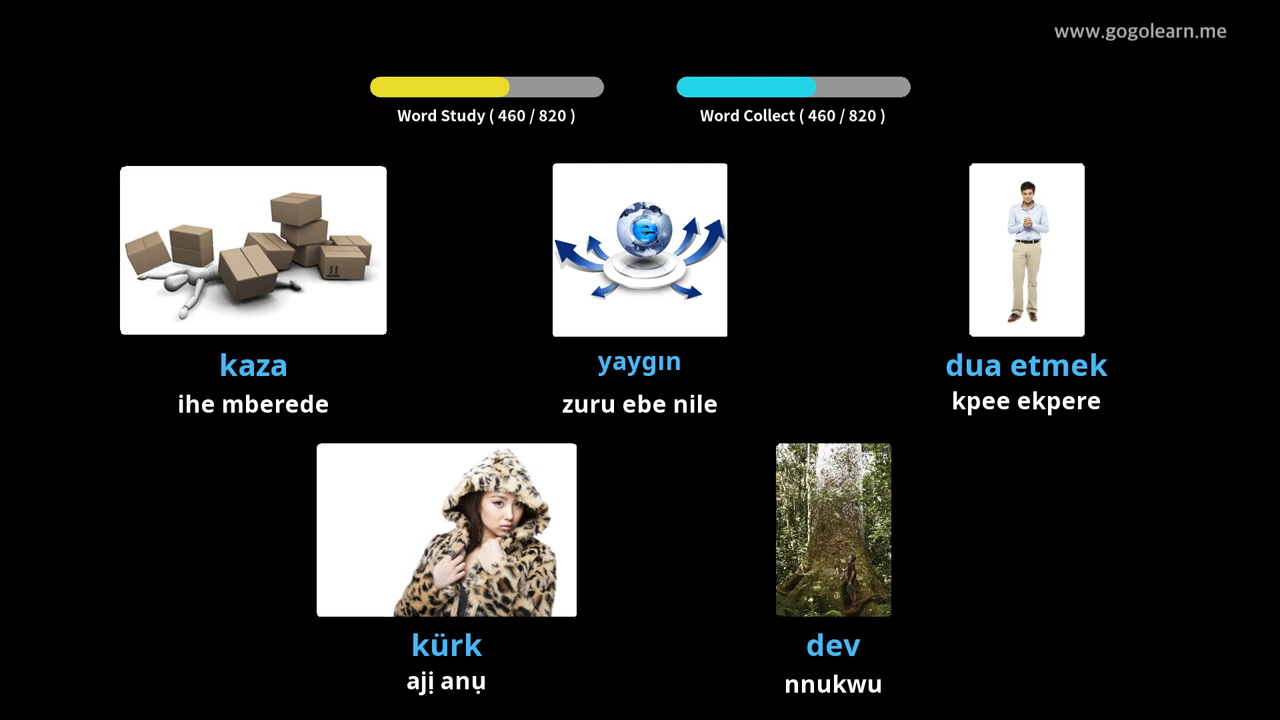 www.gogolearn.me
Word Study ( 460 / 820 )
Word Collect ( 460 / 820 )
kaza
ihe mberede
yaygın
zuru ebe nile
dua etmek
kpee ekpere
kürk
ajị anụ
dev
nnukwu